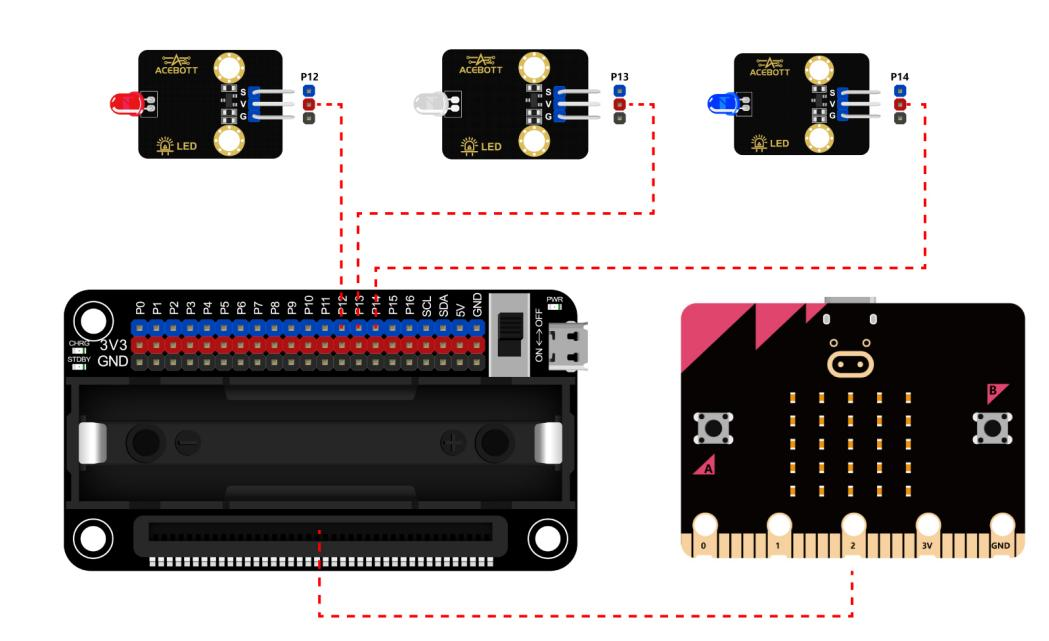 P12
P13
P14
ACEBOTT
S
V
G
LED
ACEBOTT
S
V
G
LED
ACEBOTT
S
V
G
LED
P0 P1 P2 P3 P4 P5 P6 P7 P8 P9 P10 P11 P12 P13 P14 P15 P16 SCL SDA 5V GND
PWR
CHRG
3V3
STDBY
GND
ON <-> OFF
A
B
0 1 2 3V GND